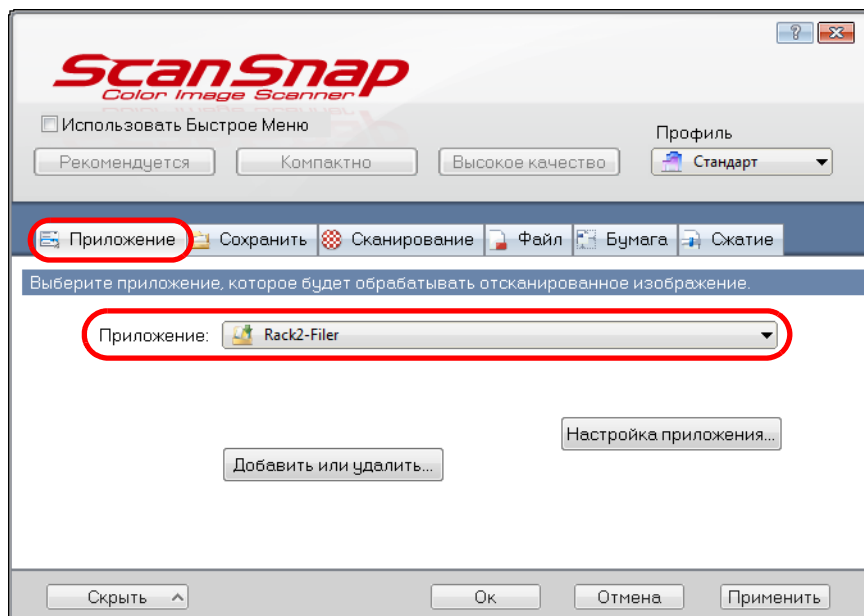 ScanSnap
Color Image Scanner
Использовать Быстрое Меню
Профиль
Рекомендуется Компактно Высокое качество Стандарт
Приложение Сохранить Сканирование Файл Бумага Сжатие
Выберите приложение, которое будет обрабатывать отсканированное изображение.
Приложение: Rack2-Filer
Настройка приложения...
Добавить или удалить...
Скрыть Ок Отмена Применить